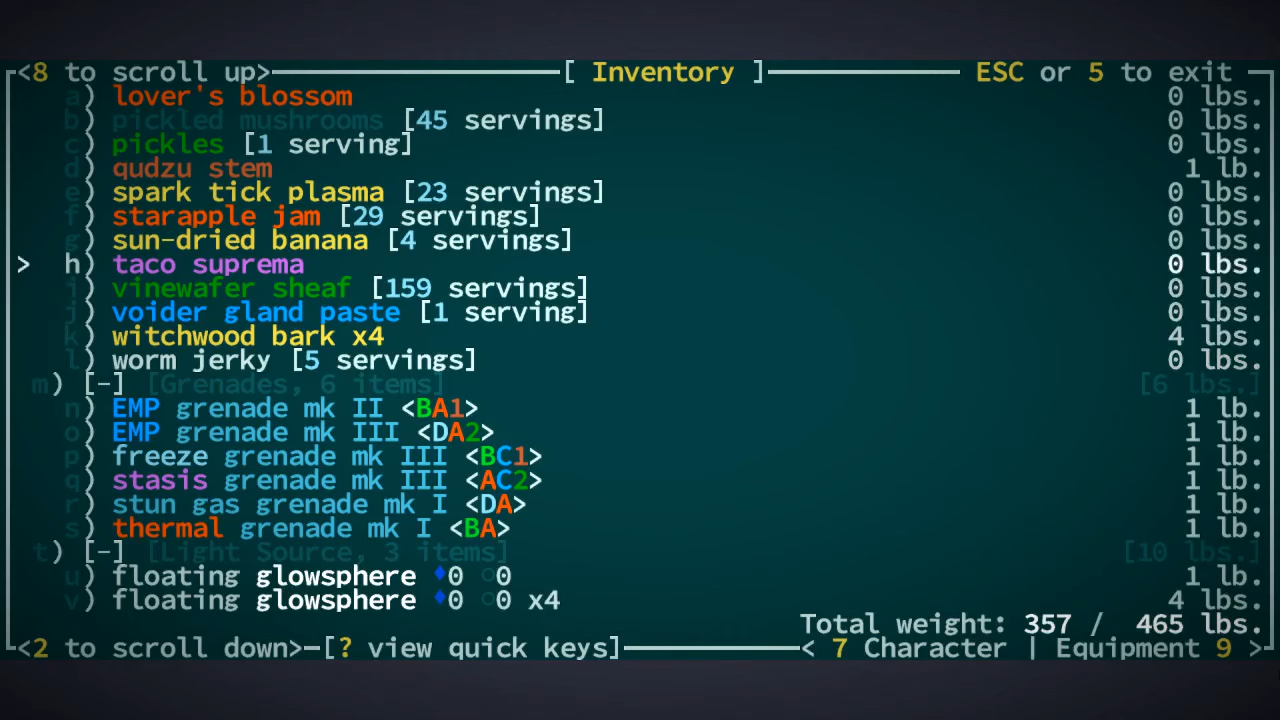 <8 to scroll up> [ Inventory ] ESC or 5 to exit
a) lover's blossom 0 lbs.
b) pickled mushrooms [45 servings] 0 lbs.
c) pickles [1 serving] 0 lbs.
d) qudzu stem 1 lb.
e) spark tick plasma [23 servings] 0 lbs.
f) starapple jam [29 servings] 0 lbs.
g) sun-dried banana [4 servings] 0 lbs.
> h) taco suprema 0 lbs.
i) vinewafer sheaf [159 servings] 0 lbs.
j) voider gland paste [1 serving] 0 lbs.
k) witchwood bark x4 4 lbs.
l) worm jerky [5 servings] 0 lbs.
m) [-] [Grenades, 6 items] [6 lbs.]
n) EMP grenade mk II <BA1> 1 lb.
o) EMP grenade mk III <DA2> 1 lb.
p) freeze grenade mk III <BC1> 1 lb.
q) stasis grenade mk III <AC2> 1 lb.
r) stun gas grenade mk I <DA> 1 lb.
s) thermal grenade mk I <BA> 1 lb.
t) [-] [Light Source, 3 items] [10 lbs.]
u) floating glowsphere ♦0 ○0 1 lb.
v) floating glowsphere ♦0 ○0 x4 4 lbs.
Total weight: 357 / 465 lbs.
<2 to scroll down> [? view quick keys] < 7 Character | Equipment 9 >